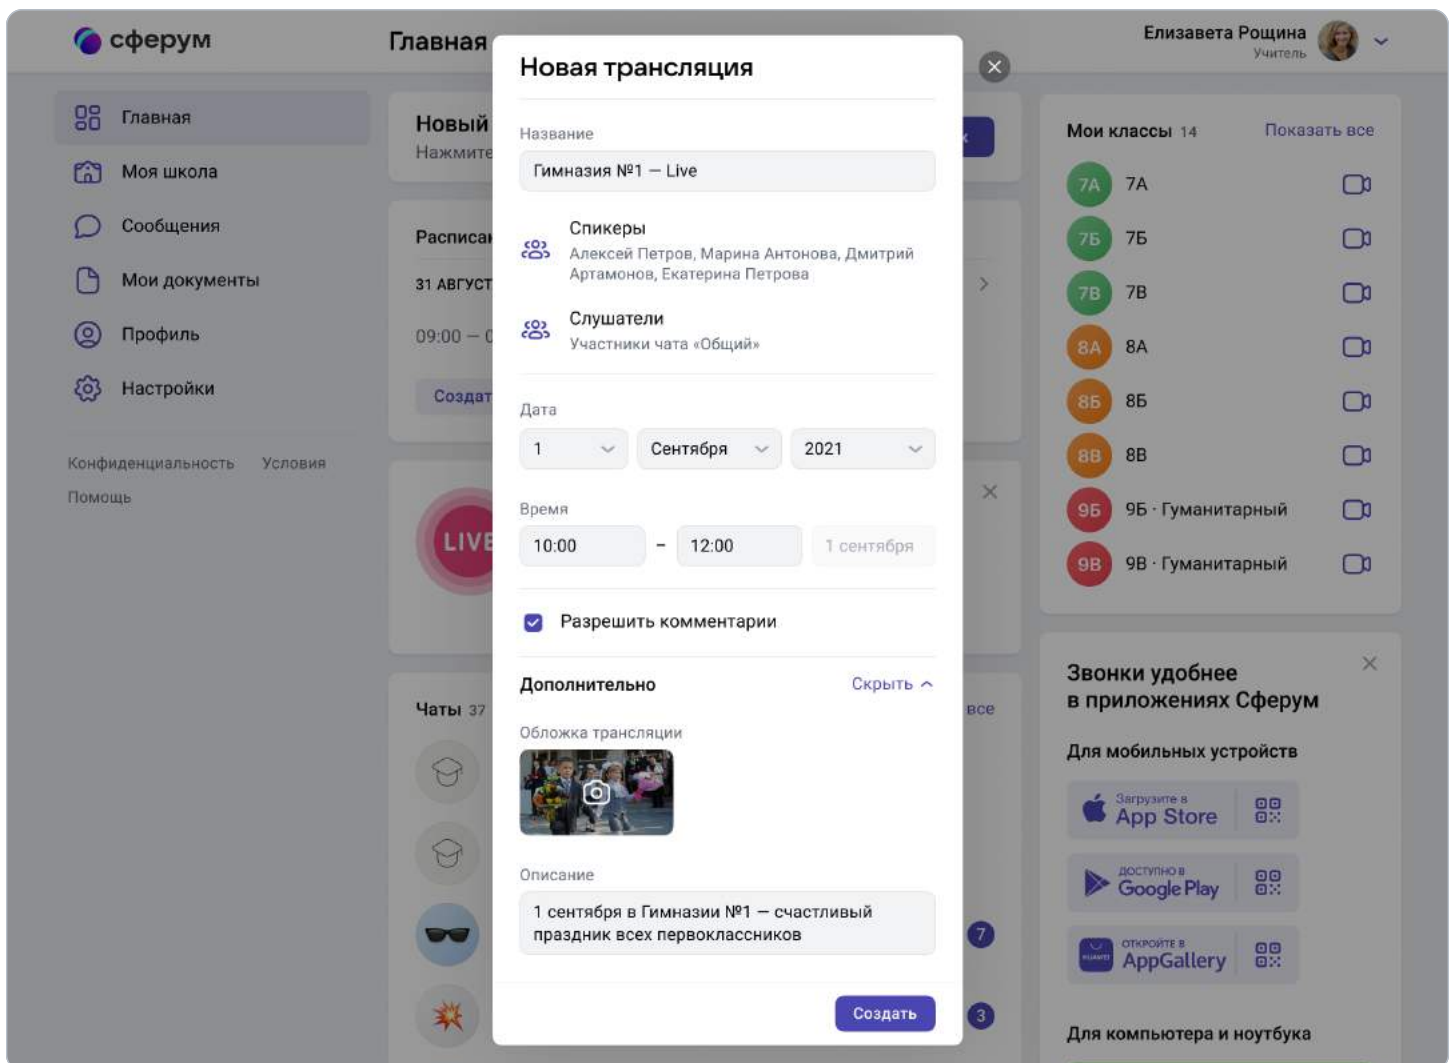 сферум
Главная
Елизавета Рощина
Учитель
Главная
Моя школа
Сообщения
Мои документы
Профиль
Настройки
Конфиденциальность Условия
Помощь
Новый
Нажмите
31 АВГУСТ
09:00 —
Чаты 37
все
LIVE
7
3
Новая трансляция
Название
Гимназия №1 — Live
Спикеры
Алексей Петров, Марина Антонова, Дмитрий
Артамонов, Екатерина Петрова
Слушатели
Участники чата «Общий»
Дата
1 Сентября 2021
Время
10:00 – 12:00 1 сентября
Разрешить комментарии
Дополнительно Скрыть
Обложка трансляции
Описание
1 сентября в Гимназии №1 — счастливый
праздник всех первоклассников
Создать
Мои классы 14 Показать все
7А 7А
7Б 7Б
7В 7В
8А 8А
8Б 8Б
8В 8В
9Б 9Б · Гуманитарный
9В 9В · Гуманитарный
Звонки удобнее
в приложениях Сферум
Для мобильных устройств
Загрузите в
App Store
ДОСТУПНО В
Google Play
ОТКРОЙТЕ В
HUAWEI AppGallery
Для компьютера и ноутбука